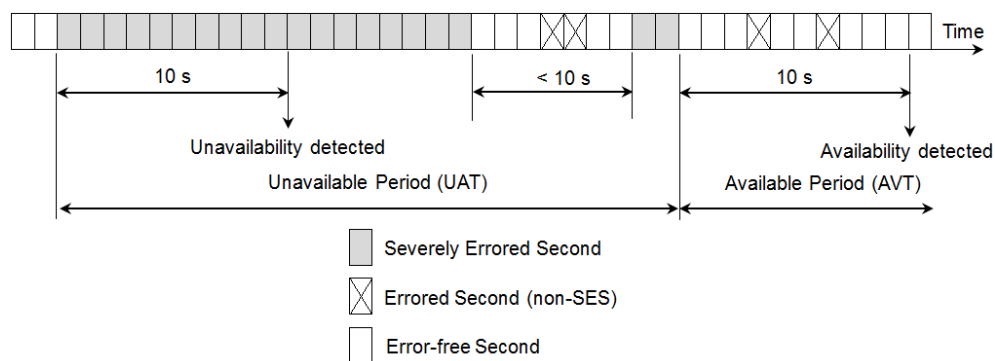 Time
10 s
< 10 s
10 s
Unavailability detected
Availability detected
Unavailable Period (UAT)
Available Period (AVT)
Severely Errored Second
Errored Second (non-SES)
Error-free Second